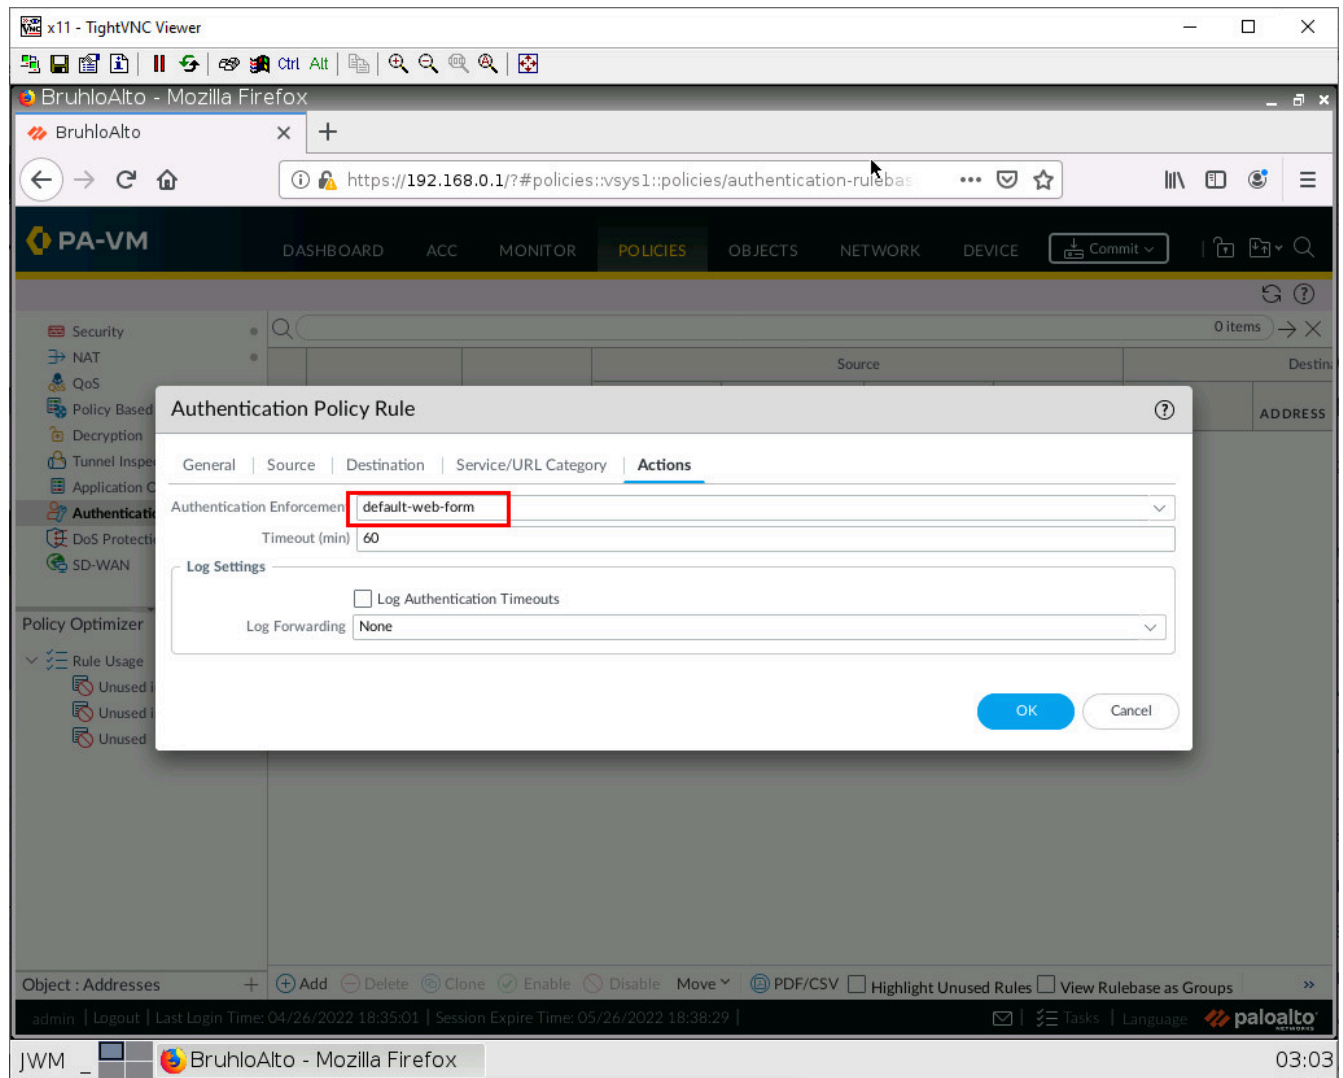 x11 - TightVNC Viewer
Ctrl Alt
BruhloAlto - Mozilla Firefox
BruhloAlto
https://192.168.0.1/?#policies::vsys1::policies/authentication-rulebas
PA-VM
DASHBOARD ACC MONITOR POLICIES OBJECTS NETWORK DEVICE Commit
Security
0 items
NAT
Source
Destina
QoS
Policy Based
Authentication Policy Rule
ADDRESS
Decryption
Tunnel Inspe
General | Source | Destination | Service/URL Category | Actions
Application O
Authenticati
Authentication Enforcemen default-web-form
DoS Protecti
Timeout (min) 60
SD-WAN
Log Settings
Log Authentication Timeouts
Policy Optimizer
Log Forwarding None
Rule Usage
Unused i
Unused i
Unused
OK Cancel
Object : Addresses
Add Delete Clone Enable Disable Move PDF/CSV Highlight Unused Rules View Rulebase as Groups
admin | Logout | Last Login Time: 04/26/2022 18:35:01 | Session Expire Time: 05/26/2022 18:38:29 |
Tasks | Language paloalto
NETWORKS
JWM _ BruhloAlto - Mozilla Firefox 03:03